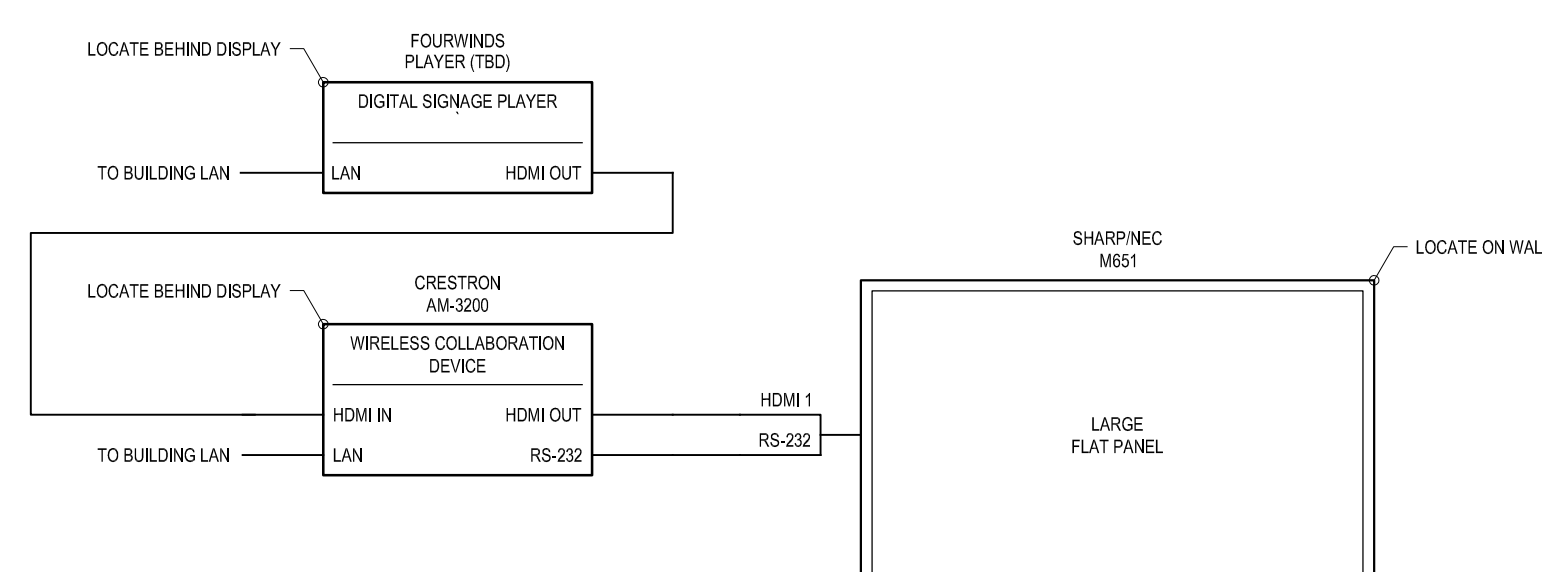 LOCATE BEHIND DISPLAY
FOURWINDS
PLAYER (TBD)
DIGITAL SIGNAGE PLAYER
TO BUILDING LAN
LAN
HDMI OUT
LOCATE BEHIND DISPLAY
CRESTRON
AM-3200
WIRELESS COLLABORATION
DEVICE
HDMI IN
HDMI OUT
TO BUILDING LAN
LAN
RS-232
HDMI 1
RS-232
SHARP/NEC
M651
LOCATE ON WAL
LARGE
FLAT PANEL